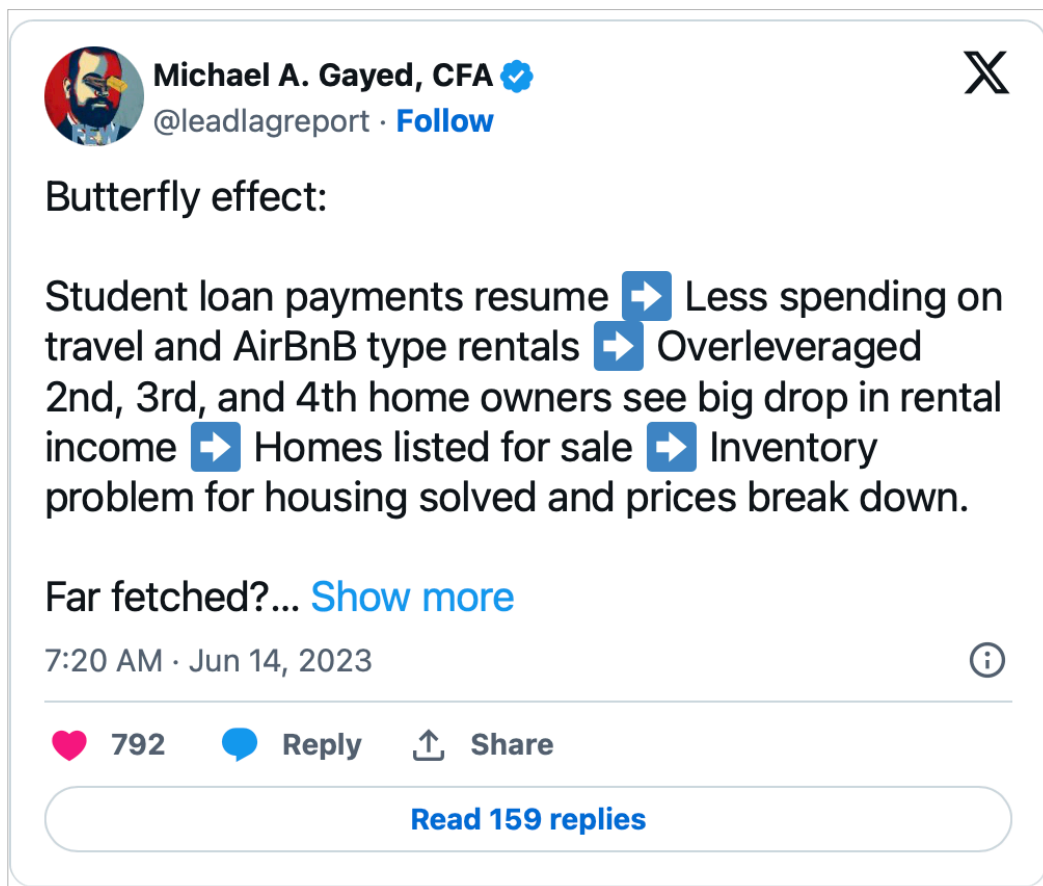 Michael A. Gayed, CFA
@leadlagreport · Follow
Butterfly effect:
Student loan payments resume ➡️ Less spending on
travel and AirBnB type rentals ➡️ Overleveraged
2nd, 3rd, and 4th home owners see big drop in rental
income ➡️ Homes listed for sale ➡️ Inventory
problem for housing solved and prices break down.
Far fetched?... Show more
7:20 AM · Jun 14, 2023
792 Reply Share
Read 159 replies